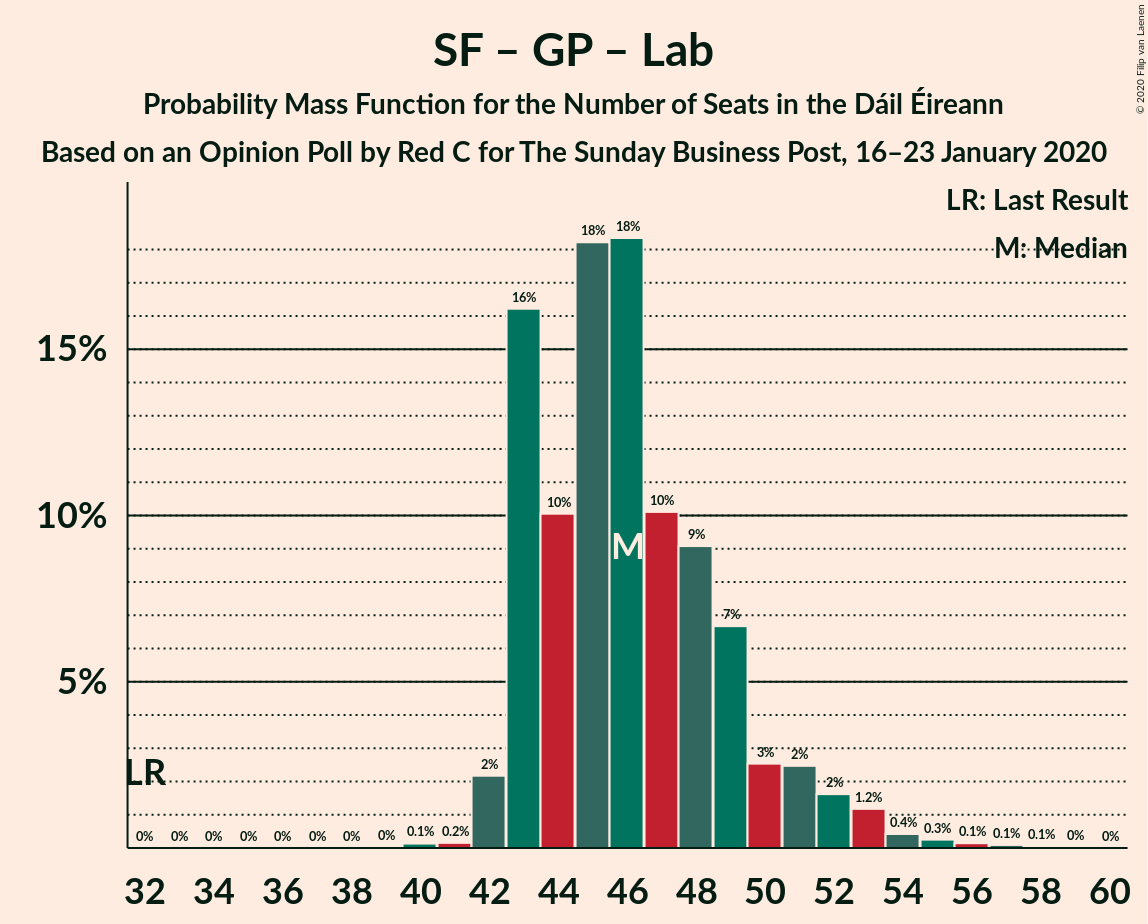 SF – GP – Lab
Probability Mass Function for the Number of Seats in the Dáil Éireann
Based on an Opinion Poll by Red C for The Sunday Business Post, 16–23 January 2020
© 2020 Filip van Laenen
LR: Last Result
M: Median
18% 18%
16%
15%
10% 10%
10%
9%
M
7%
5%
3% 2%
LR
2%
2%
1.2%
0% 0% 0% 0% 0% 0% 0% 0% 0.1% 0.2% 0.4% 0.3% 0.1% 0.1% 0.1% 0% 0%
32 34 36 38 40 42 44 46 48 50 52 54 56 58 60